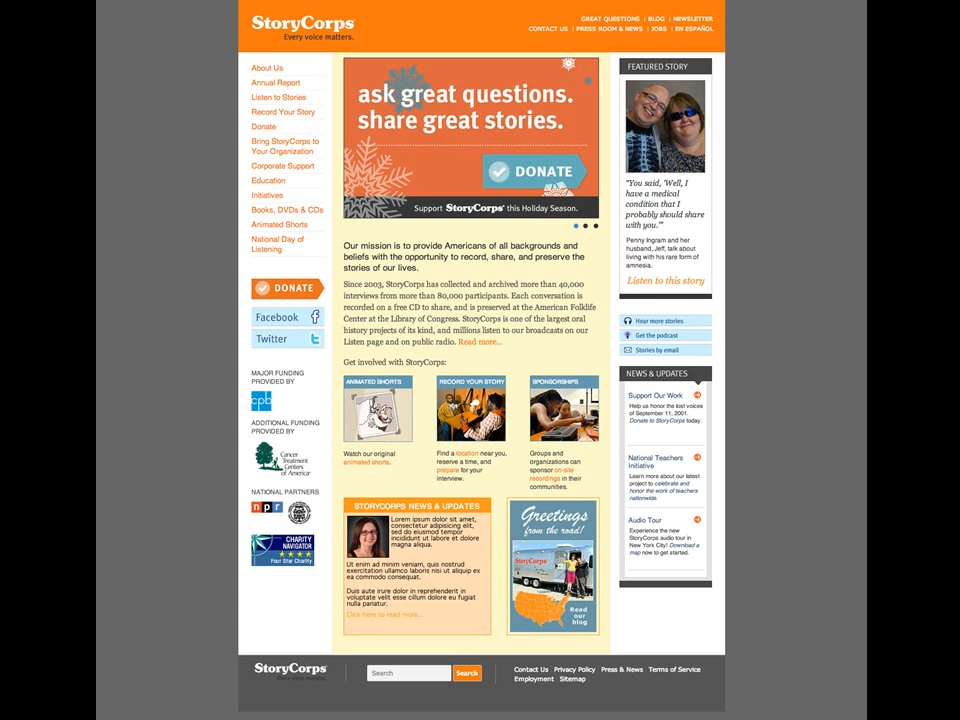 StoryCorps
Every voice matters.
GREAT QUESTIONS | BLOG | NEWSLETTER
CONTACT US | PRESS ROOM & NEWS | JOBS | EN ESPAÑOL
About Us
Annual Report
Listen to Stories
Record Your Story
Donate
Bring StoryCorps to
Your Organization
Corporate Support
Education
Initiatives
Books, DVDs & CDs
Animated Shorts
National Day of
Listening
DONATE
Facebook
Twitter
MAJOR FUNDING
PROVIDED BY
cpb
ADDITIONAL FUNDING
PROVIDED BY
Cancer
Treatment
Centers
of America
NATIONAL PARTNERS
npr
CHARITY
NAVIGATOR
Four Star Charity
ask great questions.
share great stories.
DONATE
Support StoryCorps this Holiday Season.
Our mission is to provide Americans of all backgrounds and
beliefs with the opportunity to record, share, and preserve the
stories of our lives.
Since 2003, StoryCorps has collected and archived more than 40,000
interviews from more than 80,000 participants. Each conversation is
recorded on a free CD to share, and is preserved at the American Folklife
Center at the Library of Congress. StoryCorps is one of the largest oral
history projects of its kind, and millions listen to our broadcasts on our
Listen page and on public radio. Read more...
Get involved with StoryCorps:
ANIMATED SHORTS
Watch our original
animated shorts.
RECORD YOUR STORY
Find a location near you,
reserve a time, and
prepare for your
interview.
SPONSORSHIPS
Groups and
organizations can
sponsor on-site
recordings in their
communities.
STORYCORPS NEWS & UPDATES
Lorem ipsum dolor sit amet,
consectetur adipisicing elit,
sed do eiusmod tempor
incididunt ut labore et dolore
magna aliqua.
Ut enim ad minim veniam, quis nostrud
exercitation ullamco laboris nisi ut aliquip ex
ea commodo consequat.
Duis aute irure dolor in reprehenderit in
voluptate velit esse cillum dolore eu fugiat
nulla pariatur.
Click here to read more...
Greetings
from the road!
StoryCorps
Read
our
blog
FEATURED STORY
"You said, 'Well, I
have a medical
condition that I
probably should share
with you.'"
Penny Ingram and her
husband, Jeff, talk about
living with his rare form of
amnesia.
Listen to this story
Hear more stories
Get the podcast
Stories by email
NEWS & UPDATES
Support Our Work
Help us honor the lost voices
of September 11, 2001.
Donate to StoryCorps today.
National Teachers
Initiative
Learn more about our latest
project to celebrate and
honor the work of teachers
nationwide.
Audio Tour
Experience the new
StoryCorps audio tour in
New York City! Download a
map now to get started.
StoryCorps
Every voice matters.
Search
Search
Contact Us Privacy Policy Press & News Terms of Service
Employment Sitemap